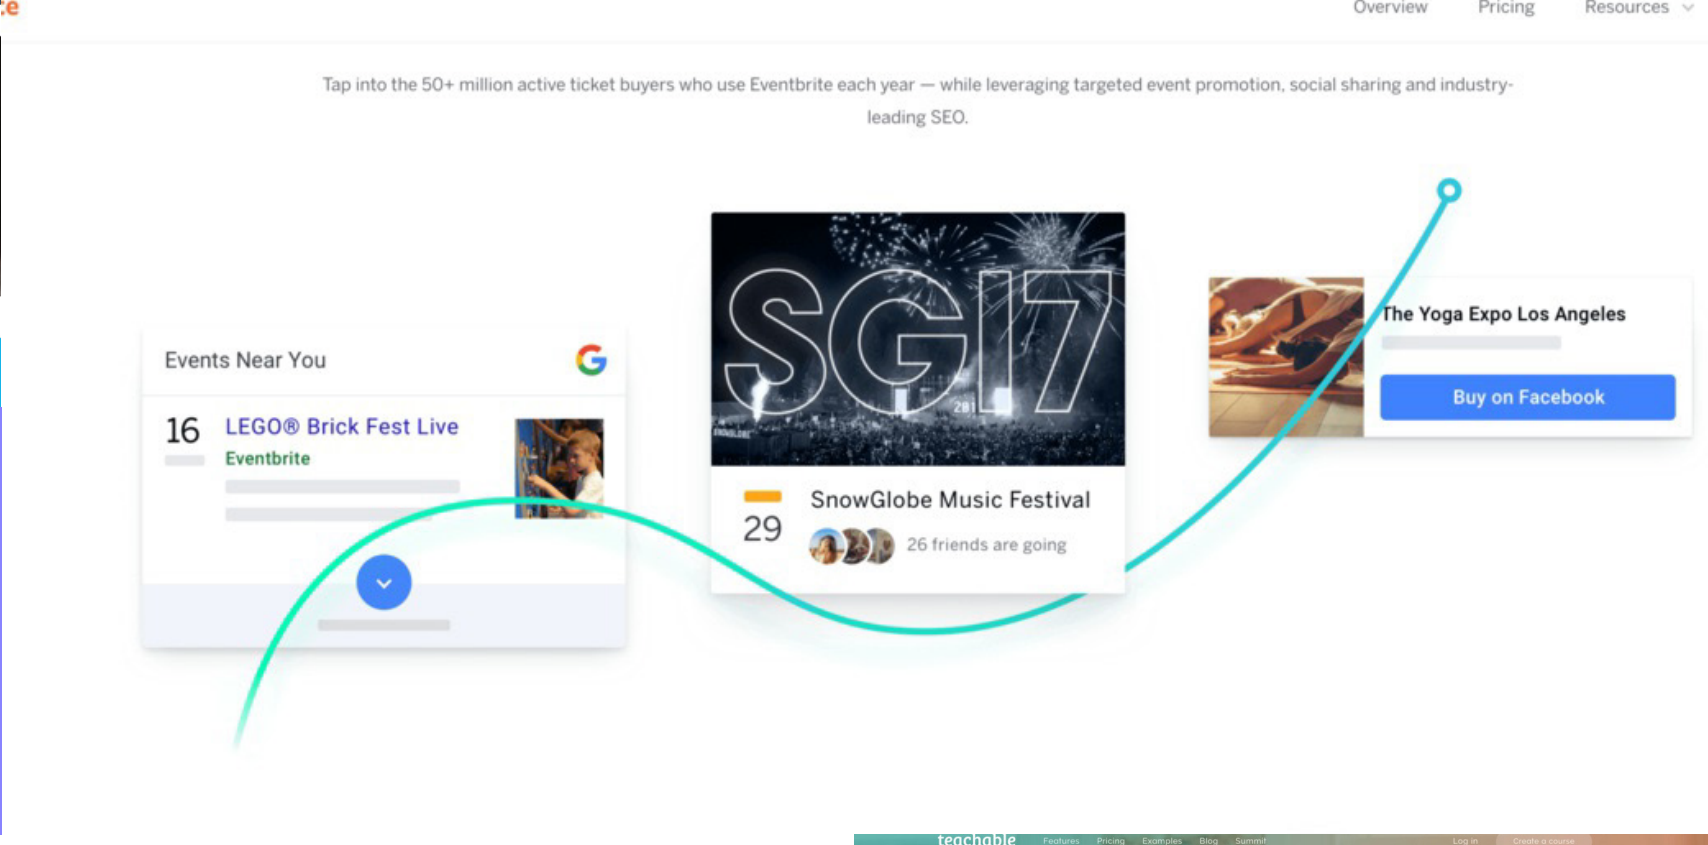 Overview Pricing Resources
Tap into the 50+ million active ticket buyers who use Eventbrite each year — while leveraging targeted event promotion, social sharing and industry-
leading SEO.
Events Near You
16 LEGO® Brick Fest Live
Eventbrite
SG17
SNOWGLOBE
SnowGlobe Music Festival
29
26 friends are going
The Yoga Expo Los Angeles
Buy on Facebook
teachable Features Pricing Examples Blog Summit Log in Create a course